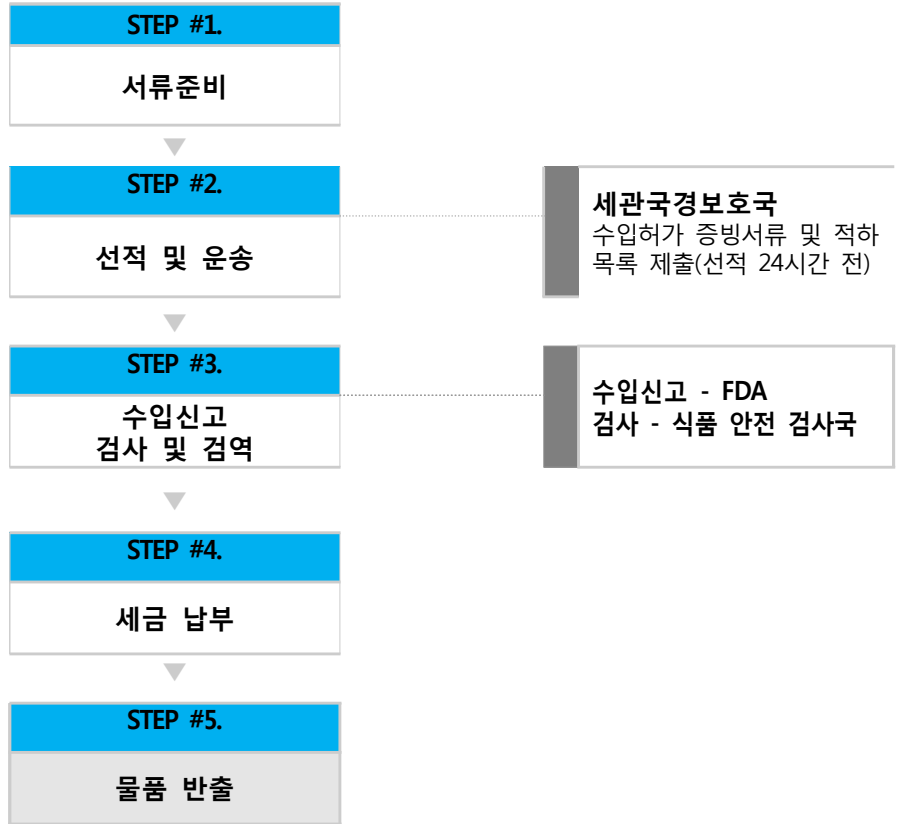 STEP #1.
서류준비
STEP #2.
선적 및 운송
세관국경보호국
수입허가 증빙서류 및 적하
목록 제출(선적 24시간 전)
STEP #3.
수입신고
검사 및 검역
수입신고 - FDA
검사 - 식품 안전 검사국
STEP #4.
세금 납부
STEP #5.
물품 반출